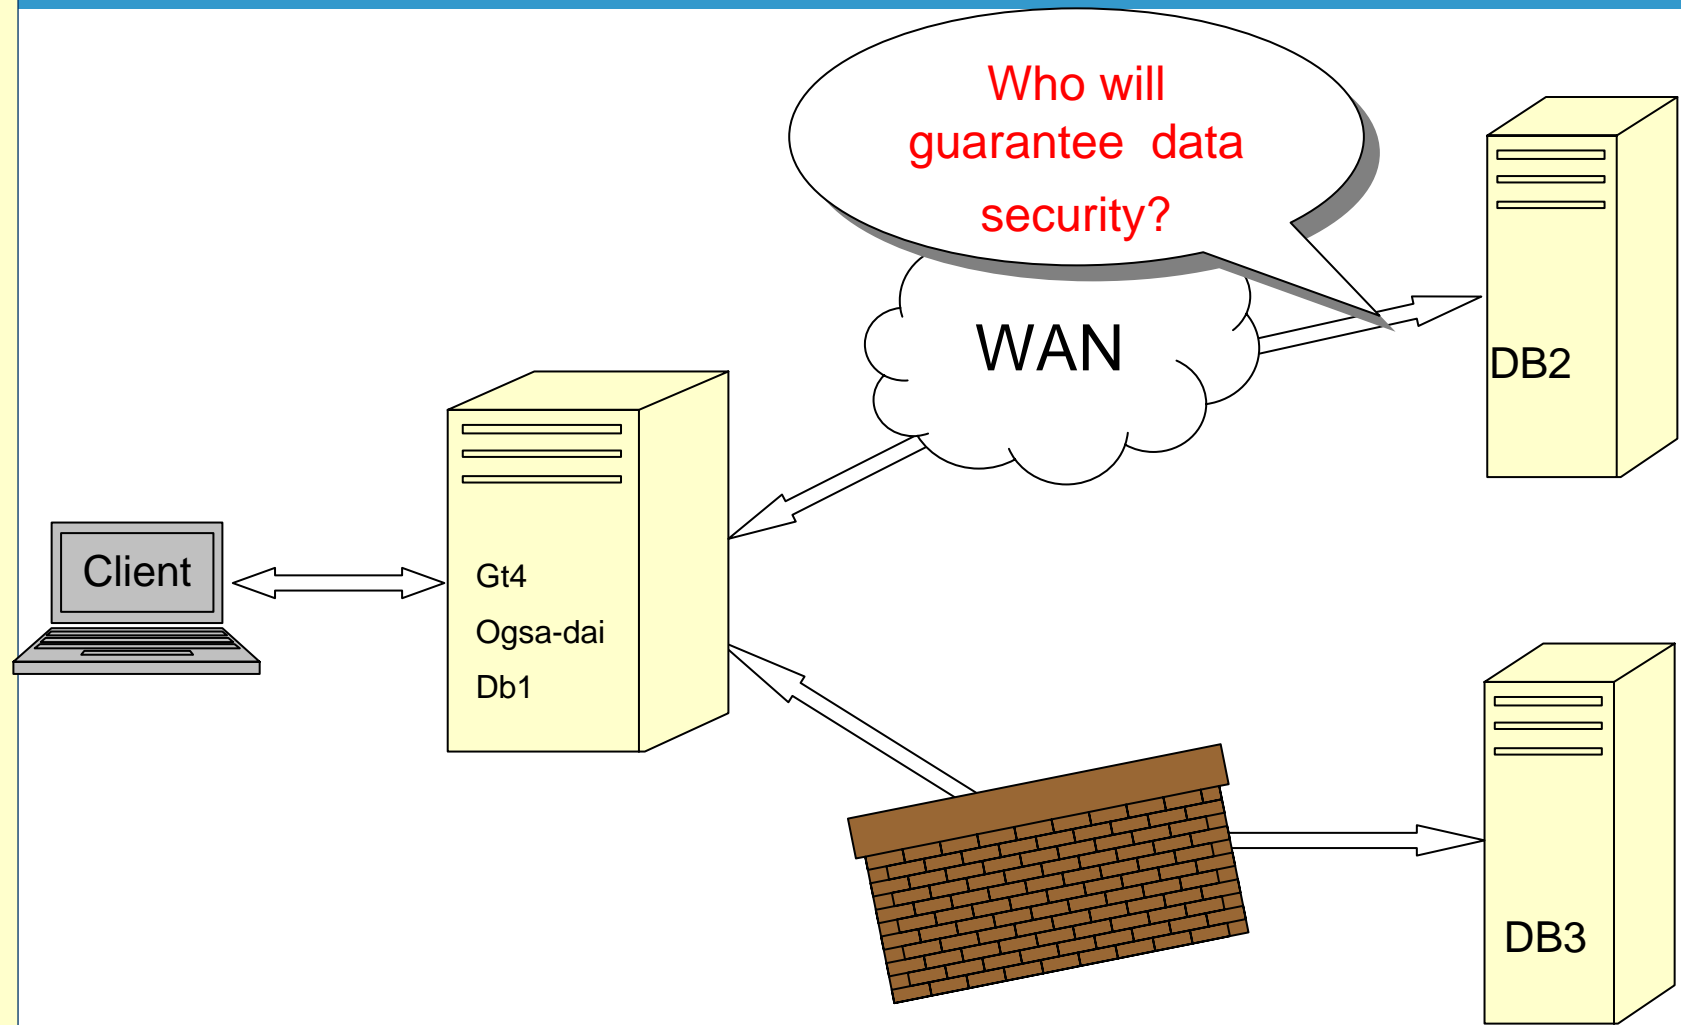 Who will
guarantee data
security?
WAN
DB2
Client
Gt4
Ogsa-dai
Db1
DB3